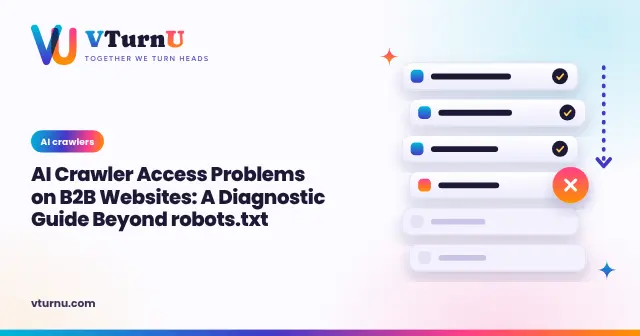 VTurnU
TOGETHER WE TURN HEADS
AI crawlers
AI Crawler Access Problems
on B2B Websites: A Diagnostic
Guide Beyond robots.txt
vturnu.com